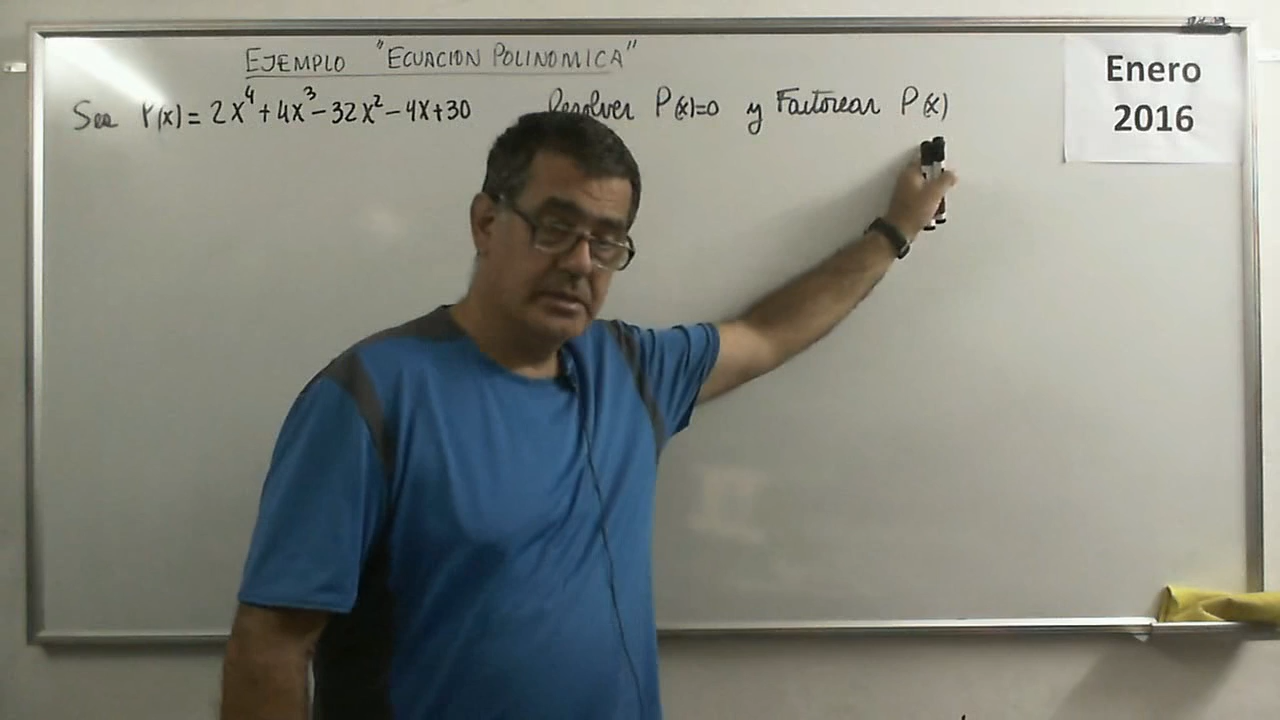 EJEMPLO "ECUACION POLINOMICA"
Sea P(x) = 2x⁴ + 4x³ - 32x² - 4x + 30 Resolver P(x)=0 y Factorear P(x)
Enero
2016